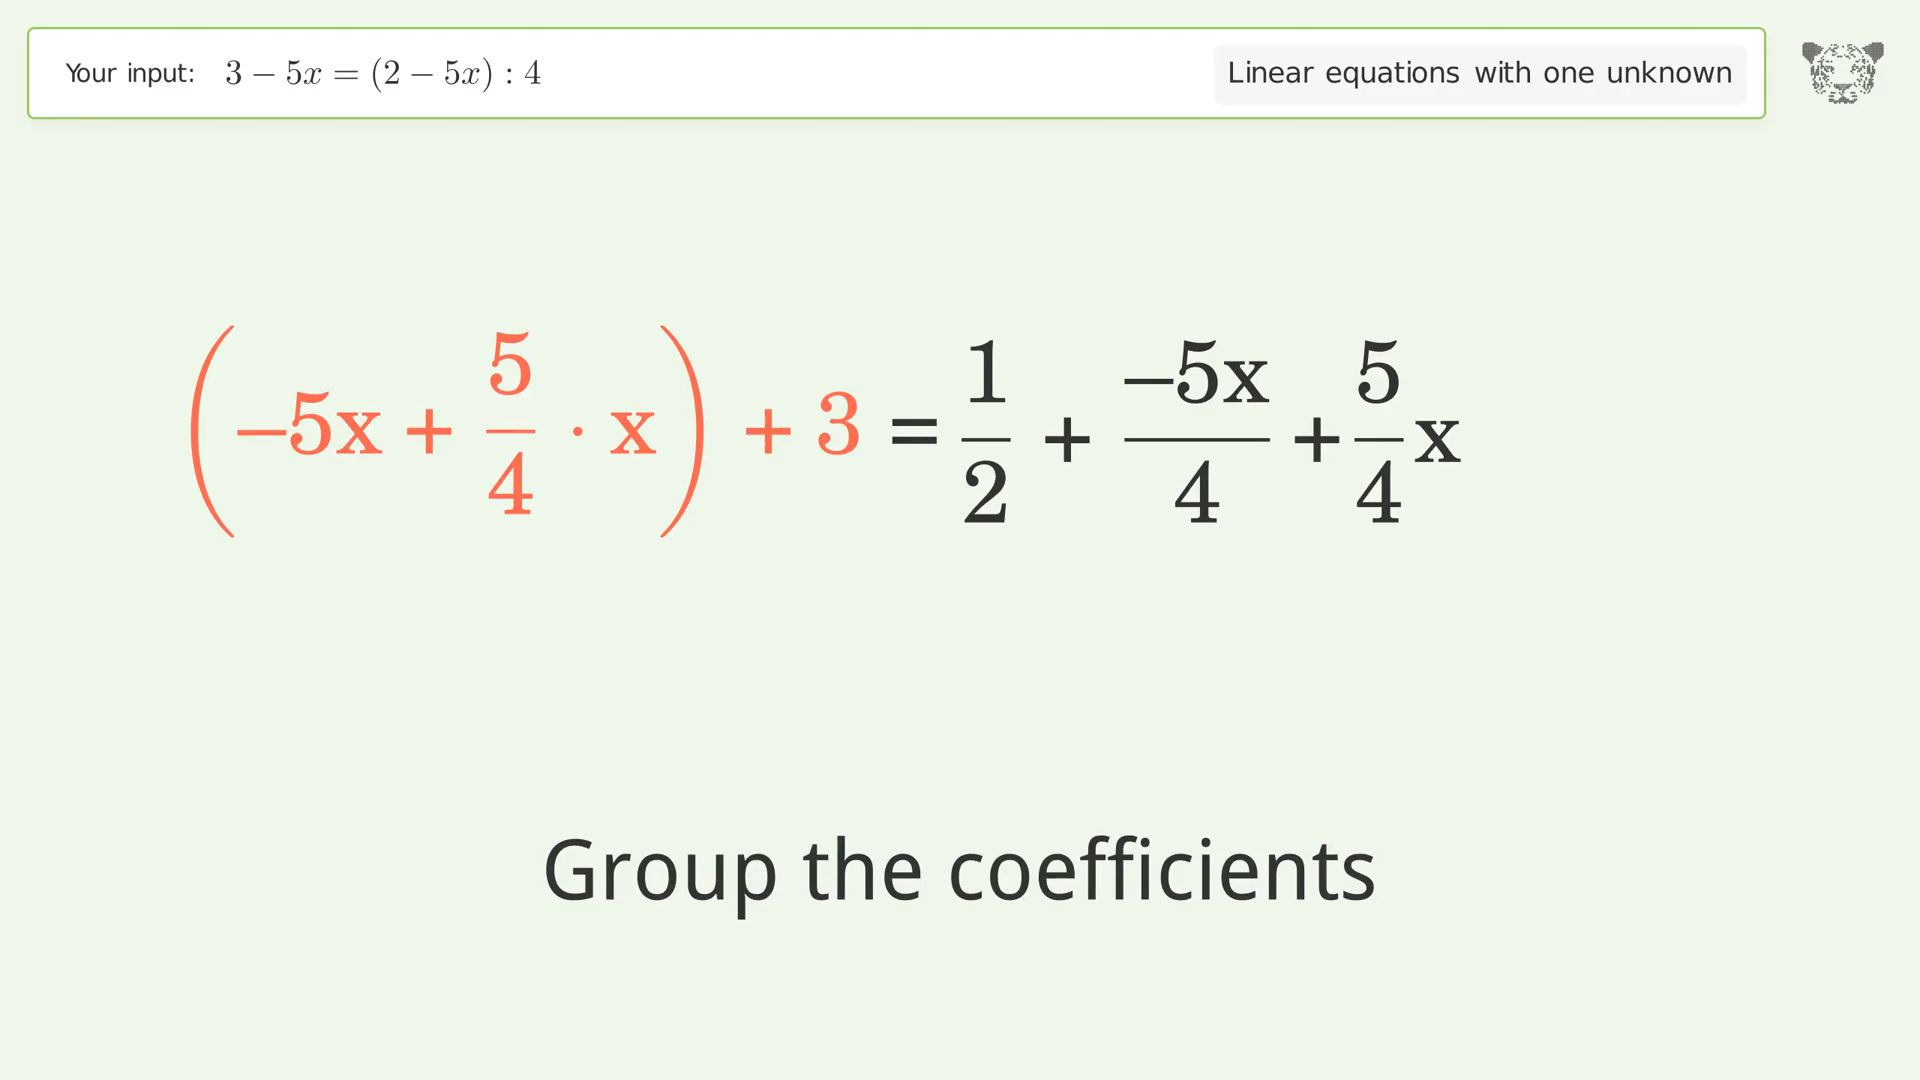 Your input: 3 − 5x = (2 − 5x) : 4
Linear equations with one unknown
(−5x + 5/4 · x) + 3 = 1/2 + −5x/4 + 5/4 x
Group the coefficients